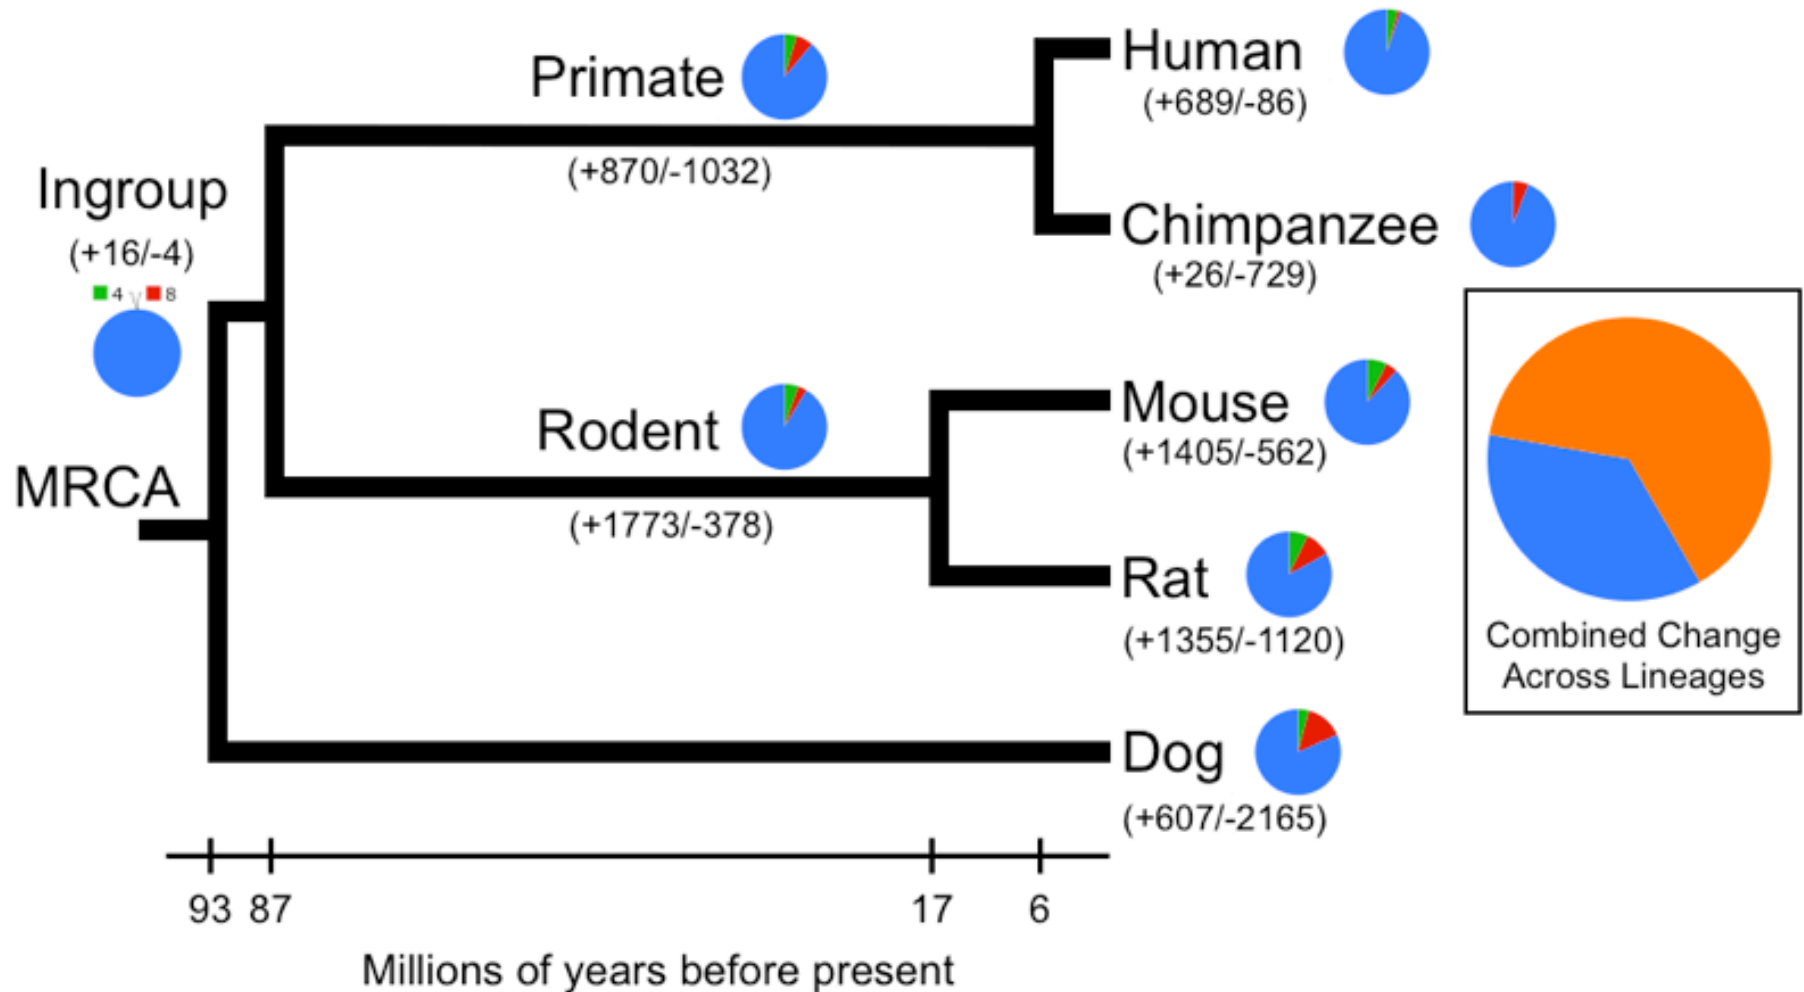 Primate
(+870/-1032)
Human
(+689/-86)
Chimpanzee
(+26/-729)
Ingroup
(+16/-4)
4 8
MRCA
Rodent
(+1773/-378)
Mouse
(+1405/-562)
Rat
(+1355/-1120)
Dog
(+607/-2165)
Combined Change
Across Lineages
93 87 17 6
Millions of years before present